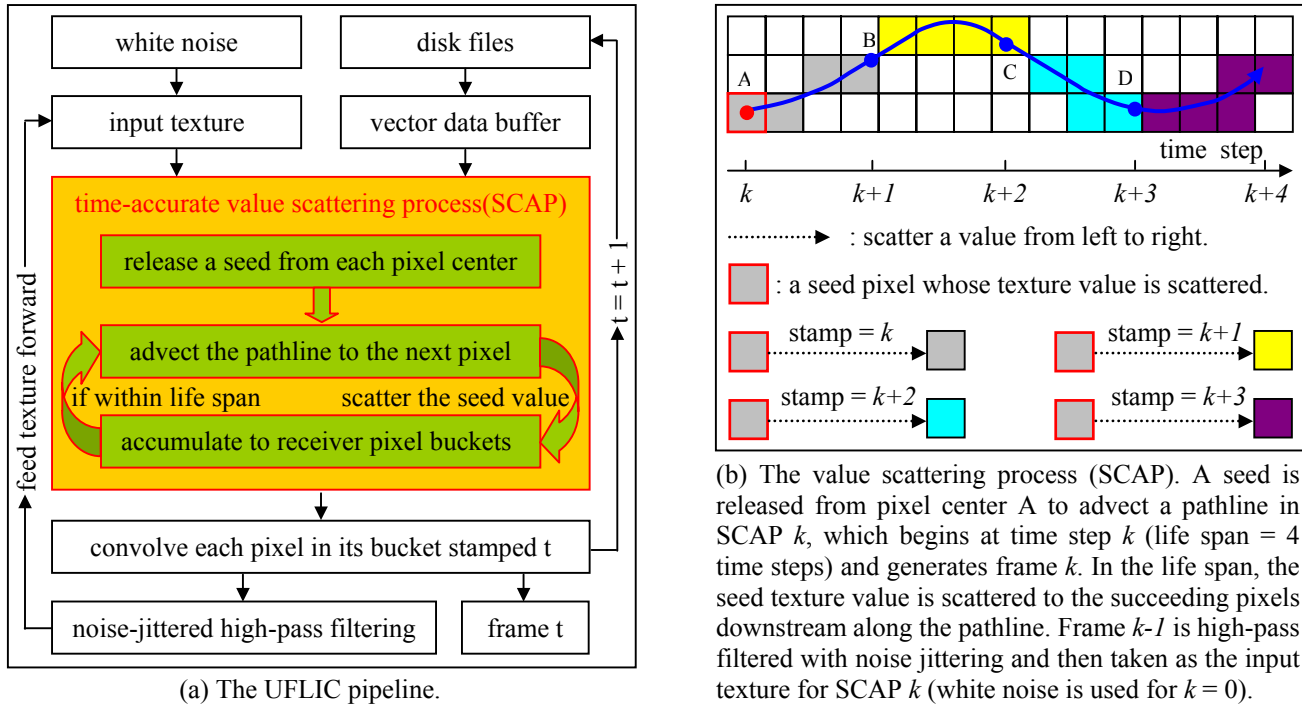 white noise
disk files
input texture
vector data buffer
time-accurate value scattering process(SCAP)
release a seed from each pixel center
advect the pathline to the next pixel
if within life span
scatter the seed value
accumulate to receiver pixel buckets
feed texture forward
t = t + 1
convolve each pixel in its bucket stamped t
noise-jittered high-pass filtering
frame t
(a) The UFLIC pipeline.
A
B
C
D
time step
k
k+1
k+2
k+3
k+4
: scatter a value from left to right.
: a seed pixel whose texture value is scattered.
stamp = k
stamp = k+1
stamp = k+2
stamp = k+3
(b) The value scattering process (SCAP). A seed is
released from pixel center A to advect a pathline in
SCAP k, which begins at time step k (life span = 4
time steps) and generates frame k. In the life span, the
seed texture value is scattered to the succeeding pixels
downstream along the pathline. Frame k-1 is high-pass
filtered with noise jittering and then taken as the input
texture for SCAP k (white noise is used for k = 0).